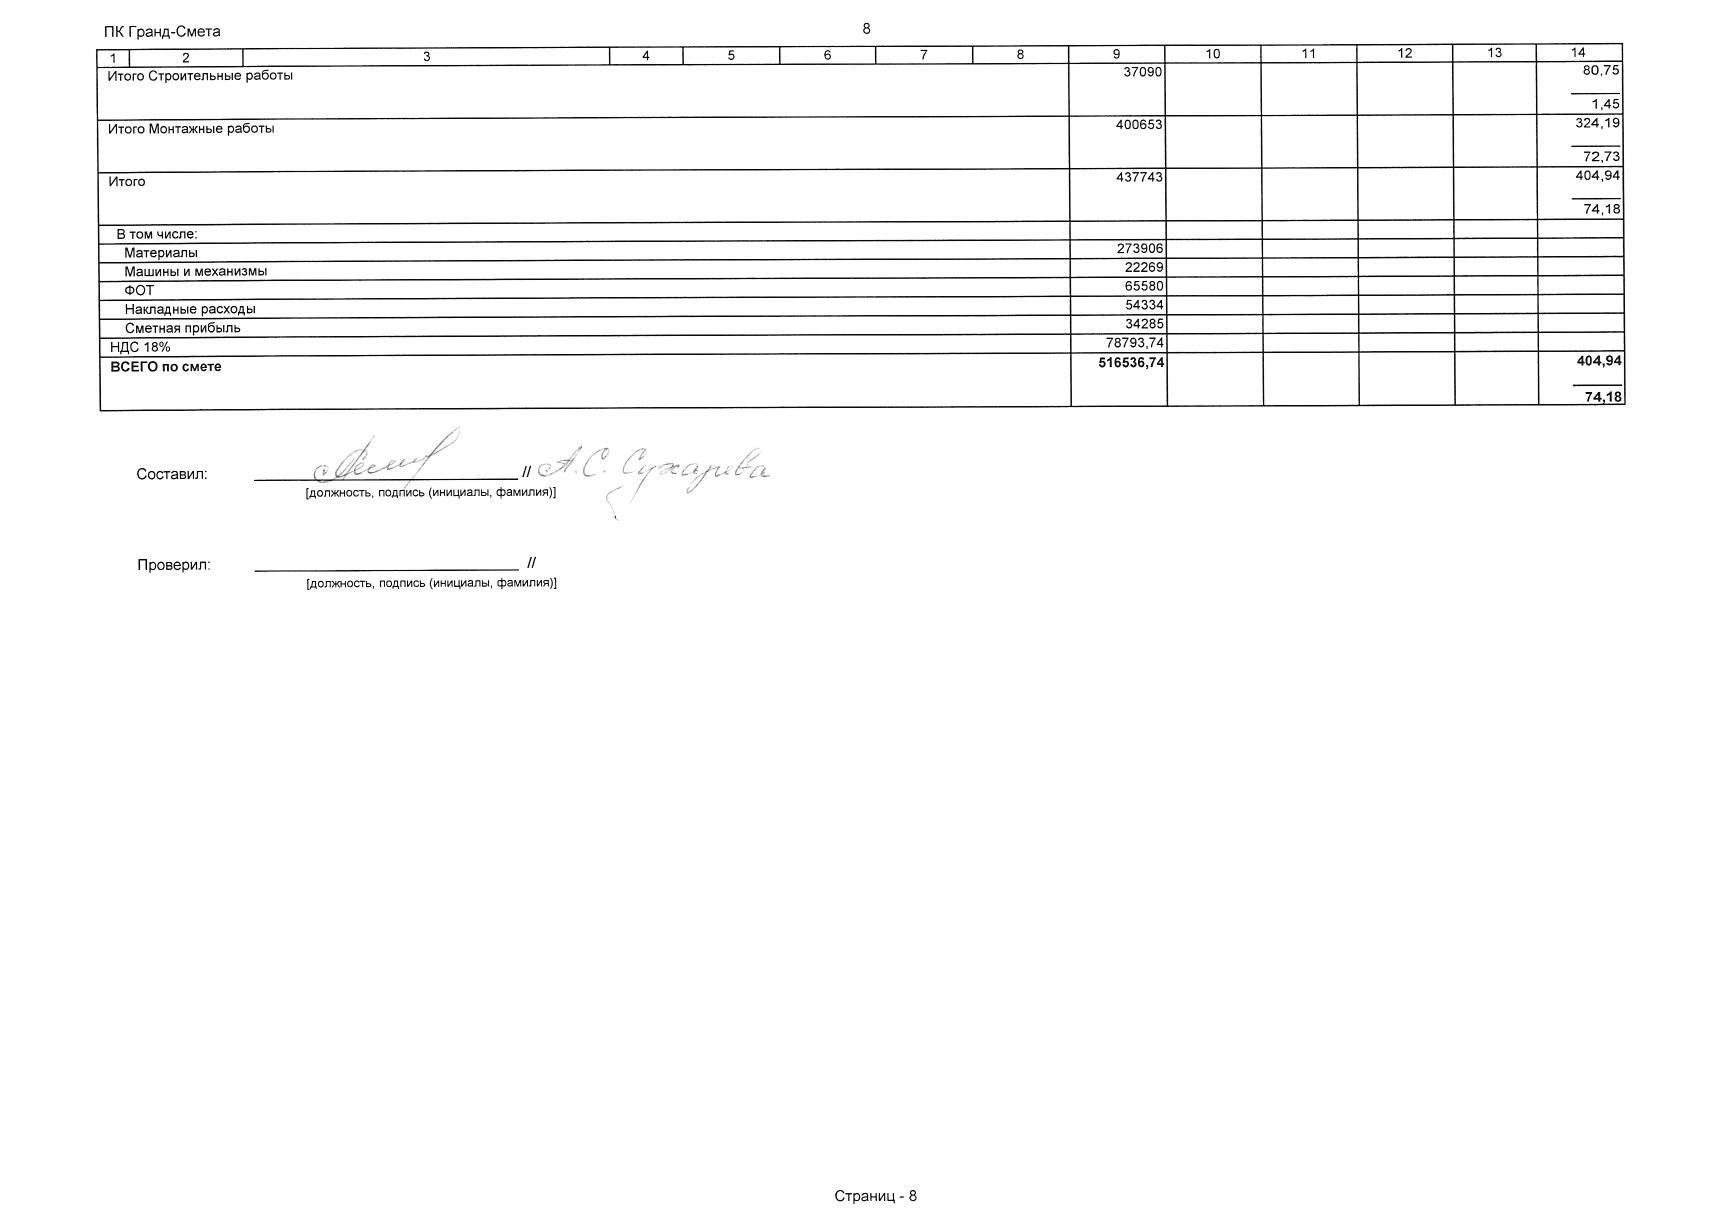 ПК Гранд-Смета
8
1 2 3 4 5 6 7 8 9 10 11 12 13 14
Итого Строительные работы 37090 80,75
1,45
Итого Монтажные работы 400653 324,19
72,73
Итого 437743 404,94
74,18
В том числе:
Материалы 273906
Машины и механизмы 22269
ФОТ 65580
Накладные расходы 54334
Сметная прибыль 34285
НДС 18% 78793,74
ВСЕГО по смете 516536,74 404,94
74,18
Составил: // А.С. Сухарева
[должность, подпись (инициалы, фамилия)]
Проверил: //
[должность, подпись (инициалы, фамилия)]
Страниц - 8